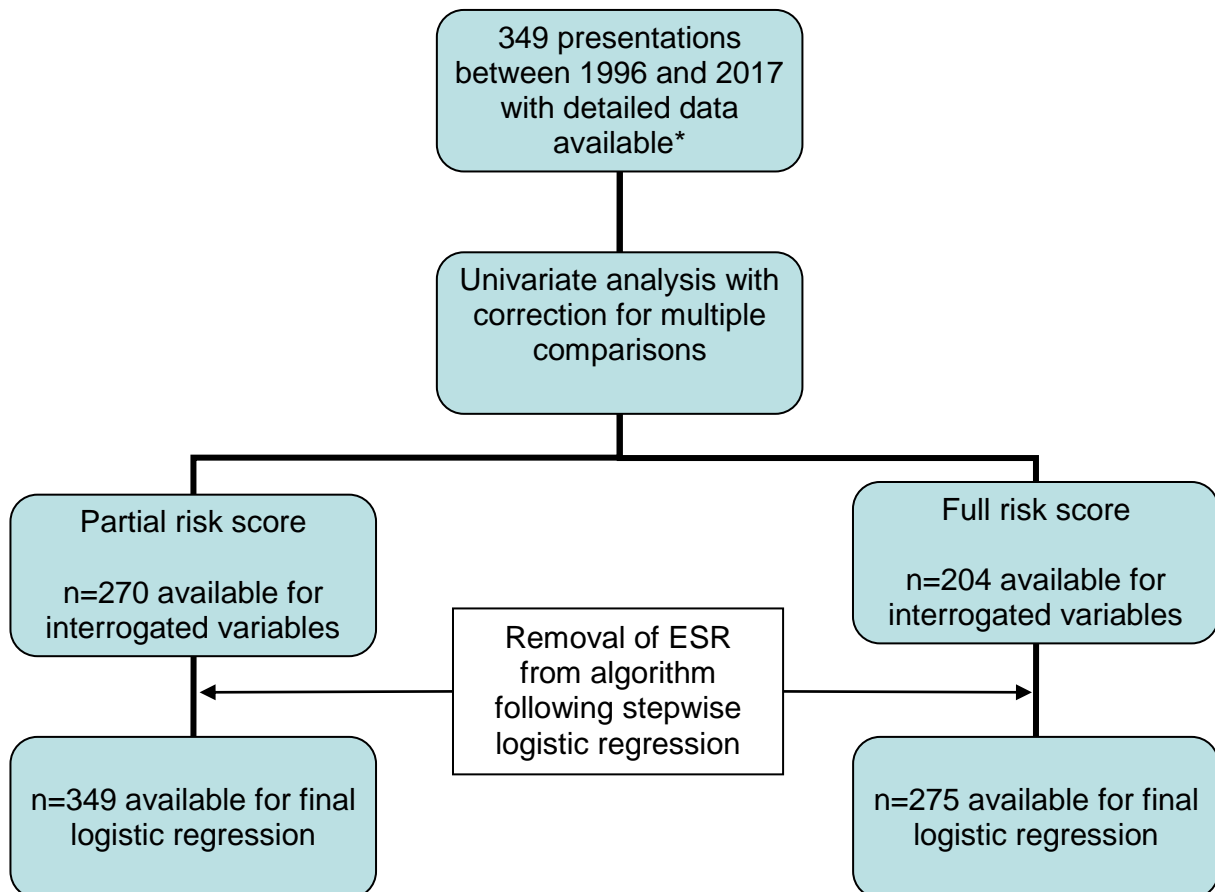 349 presentations
between 1996 and 2017
with detailed data
available*
Univariate analysis with
correction for multiple
comparisons
Partial risk score
n=270 available for
interrogated variables
Full risk score
n=204 available for
interrogated variables
Removal of ESR
from algorithm
following stepwise
logistic regression
n=349 available for final
logistic regression
n=275 available for final
logistic regression